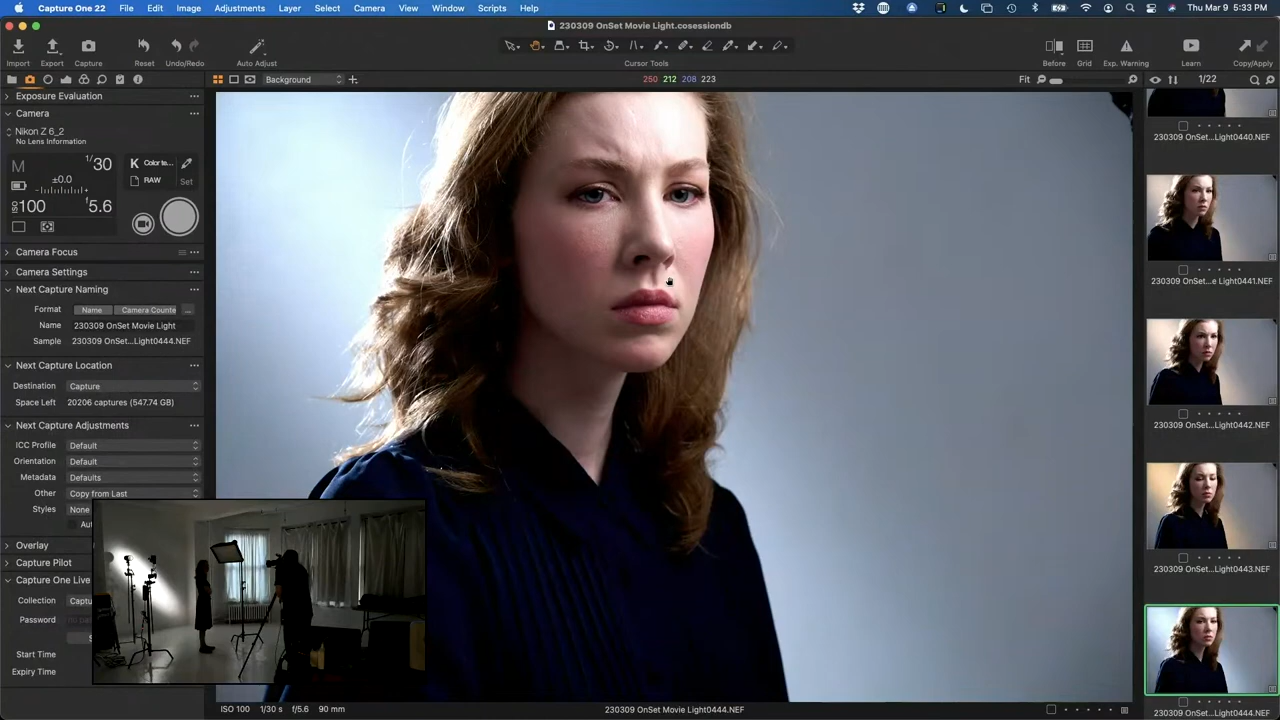 Capture One 22 File Edit Image Adjustments Layer Select Camera View Window Scripts Help Thu Mar 9 5:33 PM
230309 OnSet Movie Light.cosessiondb
Import Export Capture Reset Undo/Redo Auto Adjust Cursor Tools Before Grid Exp. Warning Learn Copy/Apply
Background 250 212 208 223 Fit 1/22
Exposure Evaluation
Camera
Nikon Z 6_2
No Lens Information
M 1/30 K Color te...
±0.0 RAW Set
ISO 100 f 5.6
Camera Focus
Camera Settings
Next Capture Naming
Format Name Camera Counte ...
Name 230309 OnSet Movie Light
Sample 230309 OnSet...Light0444.NEF
Next Capture Location
Destination Capture
Space Left 20206 captures (547.74 GB)
Next Capture Adjustments
ICC Profile Default
Orientation Default
Metadata Defaults
Other Copy from Last
Styles None
Aut
Overlay
Capture Pilot
Capture One Live
Collection Captu
Password
S
Start Time
Expiry Time
ISO 100 1/30 s f/5.6 90 mm 230309 OnSet Movie Light0444.NEF
230309 OnSet...Light0440.NEF
230309 OnSet...e Light0441.NEF
230309 OnSet...Light0442.NEF
230309 OnSet...Light0443.NEF
230309 OnSet...Light0444.NEF